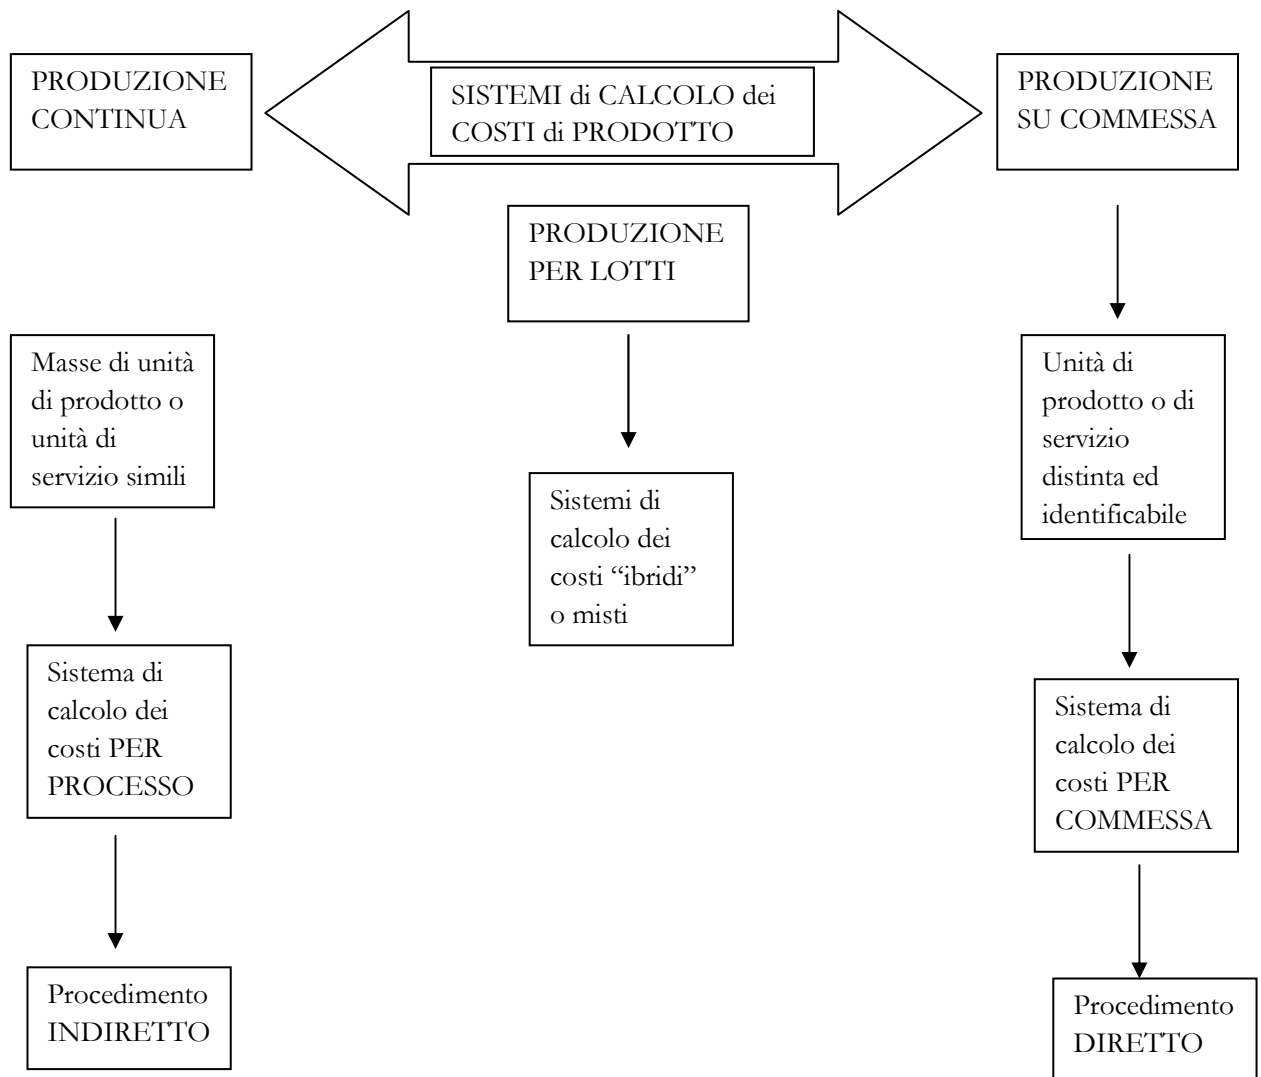 PRODUZIONE
CONTINUA
SISTEMI di CALCOLO dei
COSTI di PRODOTTO
PRODUZIONE
SU COMMESSA
PRODUZIONE
PER LOTTI
Masse di unità
di prodotto o
unità di
servizio simili
Unità di
prodotto o di
servizio
distinta ed
identificabile
Sistemi di
calcolo dei
costi “ibridi”
o misti
Sistema di
calcolo dei
costi PER
PROCESSO
Sistema di
calcolo dei
costi PER
COMMESSA
Procedimento
INDIRETTO
Procedimento
DIRETTO